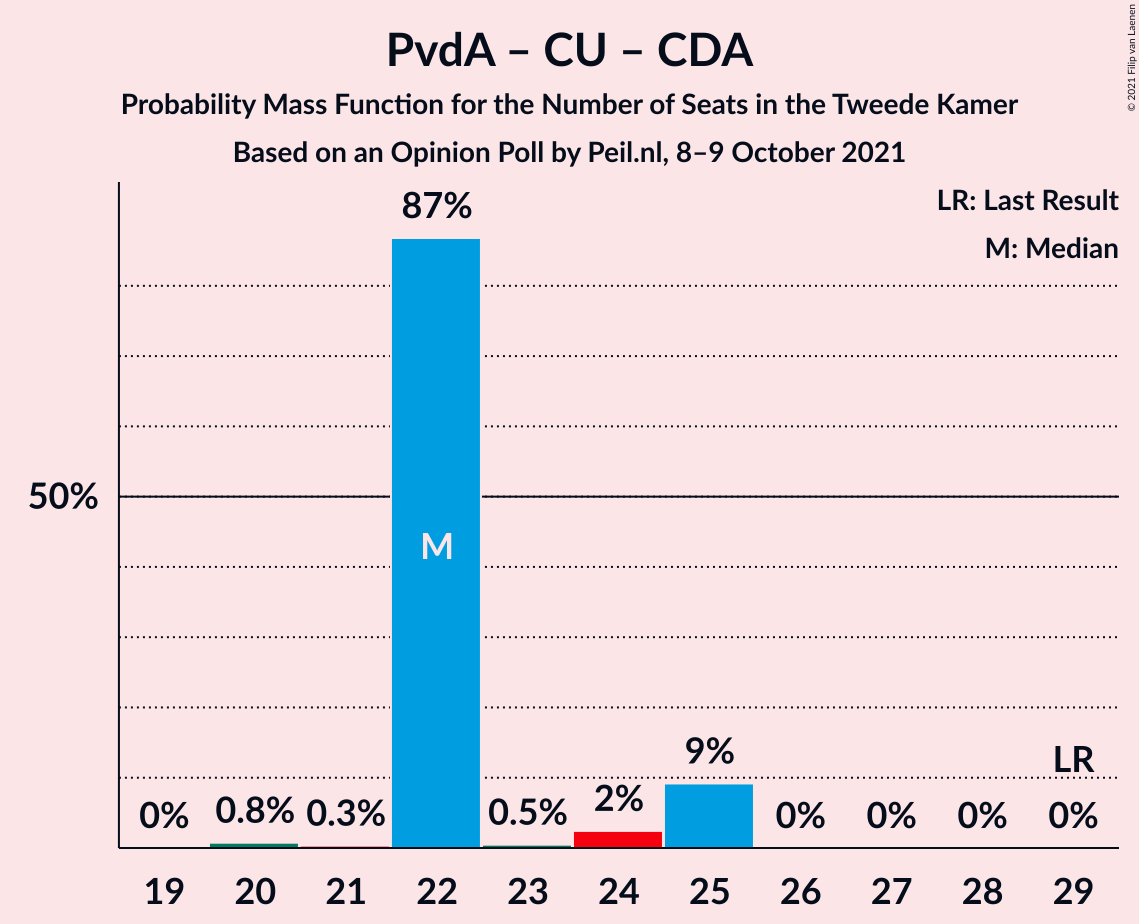 PvdA – CU – CDA
Probability Mass Function for the Number of Seats in the Tweede Kamer
Based on an Opinion Poll by Peil.nl, 8–9 October 2021
© 2021 Filip van Laenen
LR: Last Result
M: Median
87%
50%
M
9%
LR
0% 0.8% 0.3% 0.5% 2% 0% 0% 0% 0%
19 20 21 22 23 24 25 26 27 28 29